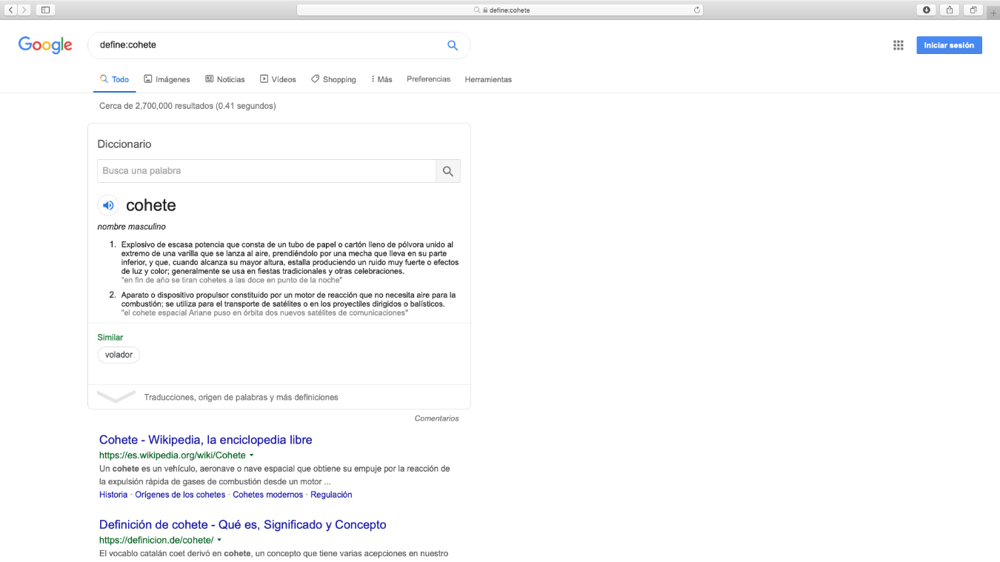 define:cohete
Google
define:cohete
Iniciar sesión
Todo Imágenes Noticias Vídeos Shopping Más Preferencias Herramientas
Cerca de 2,700,000 resultados (0.41 segundos)
Diccionario
Busca una palabra
cohete
nombre masculino
1. Explosivo de escasa potencia que consta de un tubo de papel o cartón lleno de pólvora unido al
extremo de una varilla que se lanza al aire, prendiéndolo por una mecha que lleva en su parte
inferior, y que, cuando alcanza su mayor altura, estalla produciendo un ruido muy fuerte o efectos
de luz y color; generalmente se usa en fiestas tradicionales y otras celebraciones.
"en fin de año se tiran cohetes a las doce en punto de la noche"
2. Aparato o dispositivo propulsor constituido por un motor de reacción que no necesita aire para la
combustión; se utiliza para el transporte de satélites o en los proyectiles dirigidos o balísticos.
"el cohete espacial Ariane puso en órbita dos nuevos satélites de comunicaciones"
Similar
volador
Traducciones, origen de palabras y más definiciones
Comentarios
Cohete - Wikipedia, la enciclopedia libre
https://es.wikipedia.org/wiki/Cohete
Un cohete es un vehículo, aeronave o nave espacial que obtiene su empuje por la reacción de
la expulsión rápida de gases de combustión desde un motor ...
Historia · Orígenes de los cohetes · Cohetes modernos · Regulación
Definición de cohete - Qué es, Significado y Concepto
https://definicion.de/cohete/
El vocablo catalán coet derivó en cohete, un concepto que tiene varias acepciones en nuestro